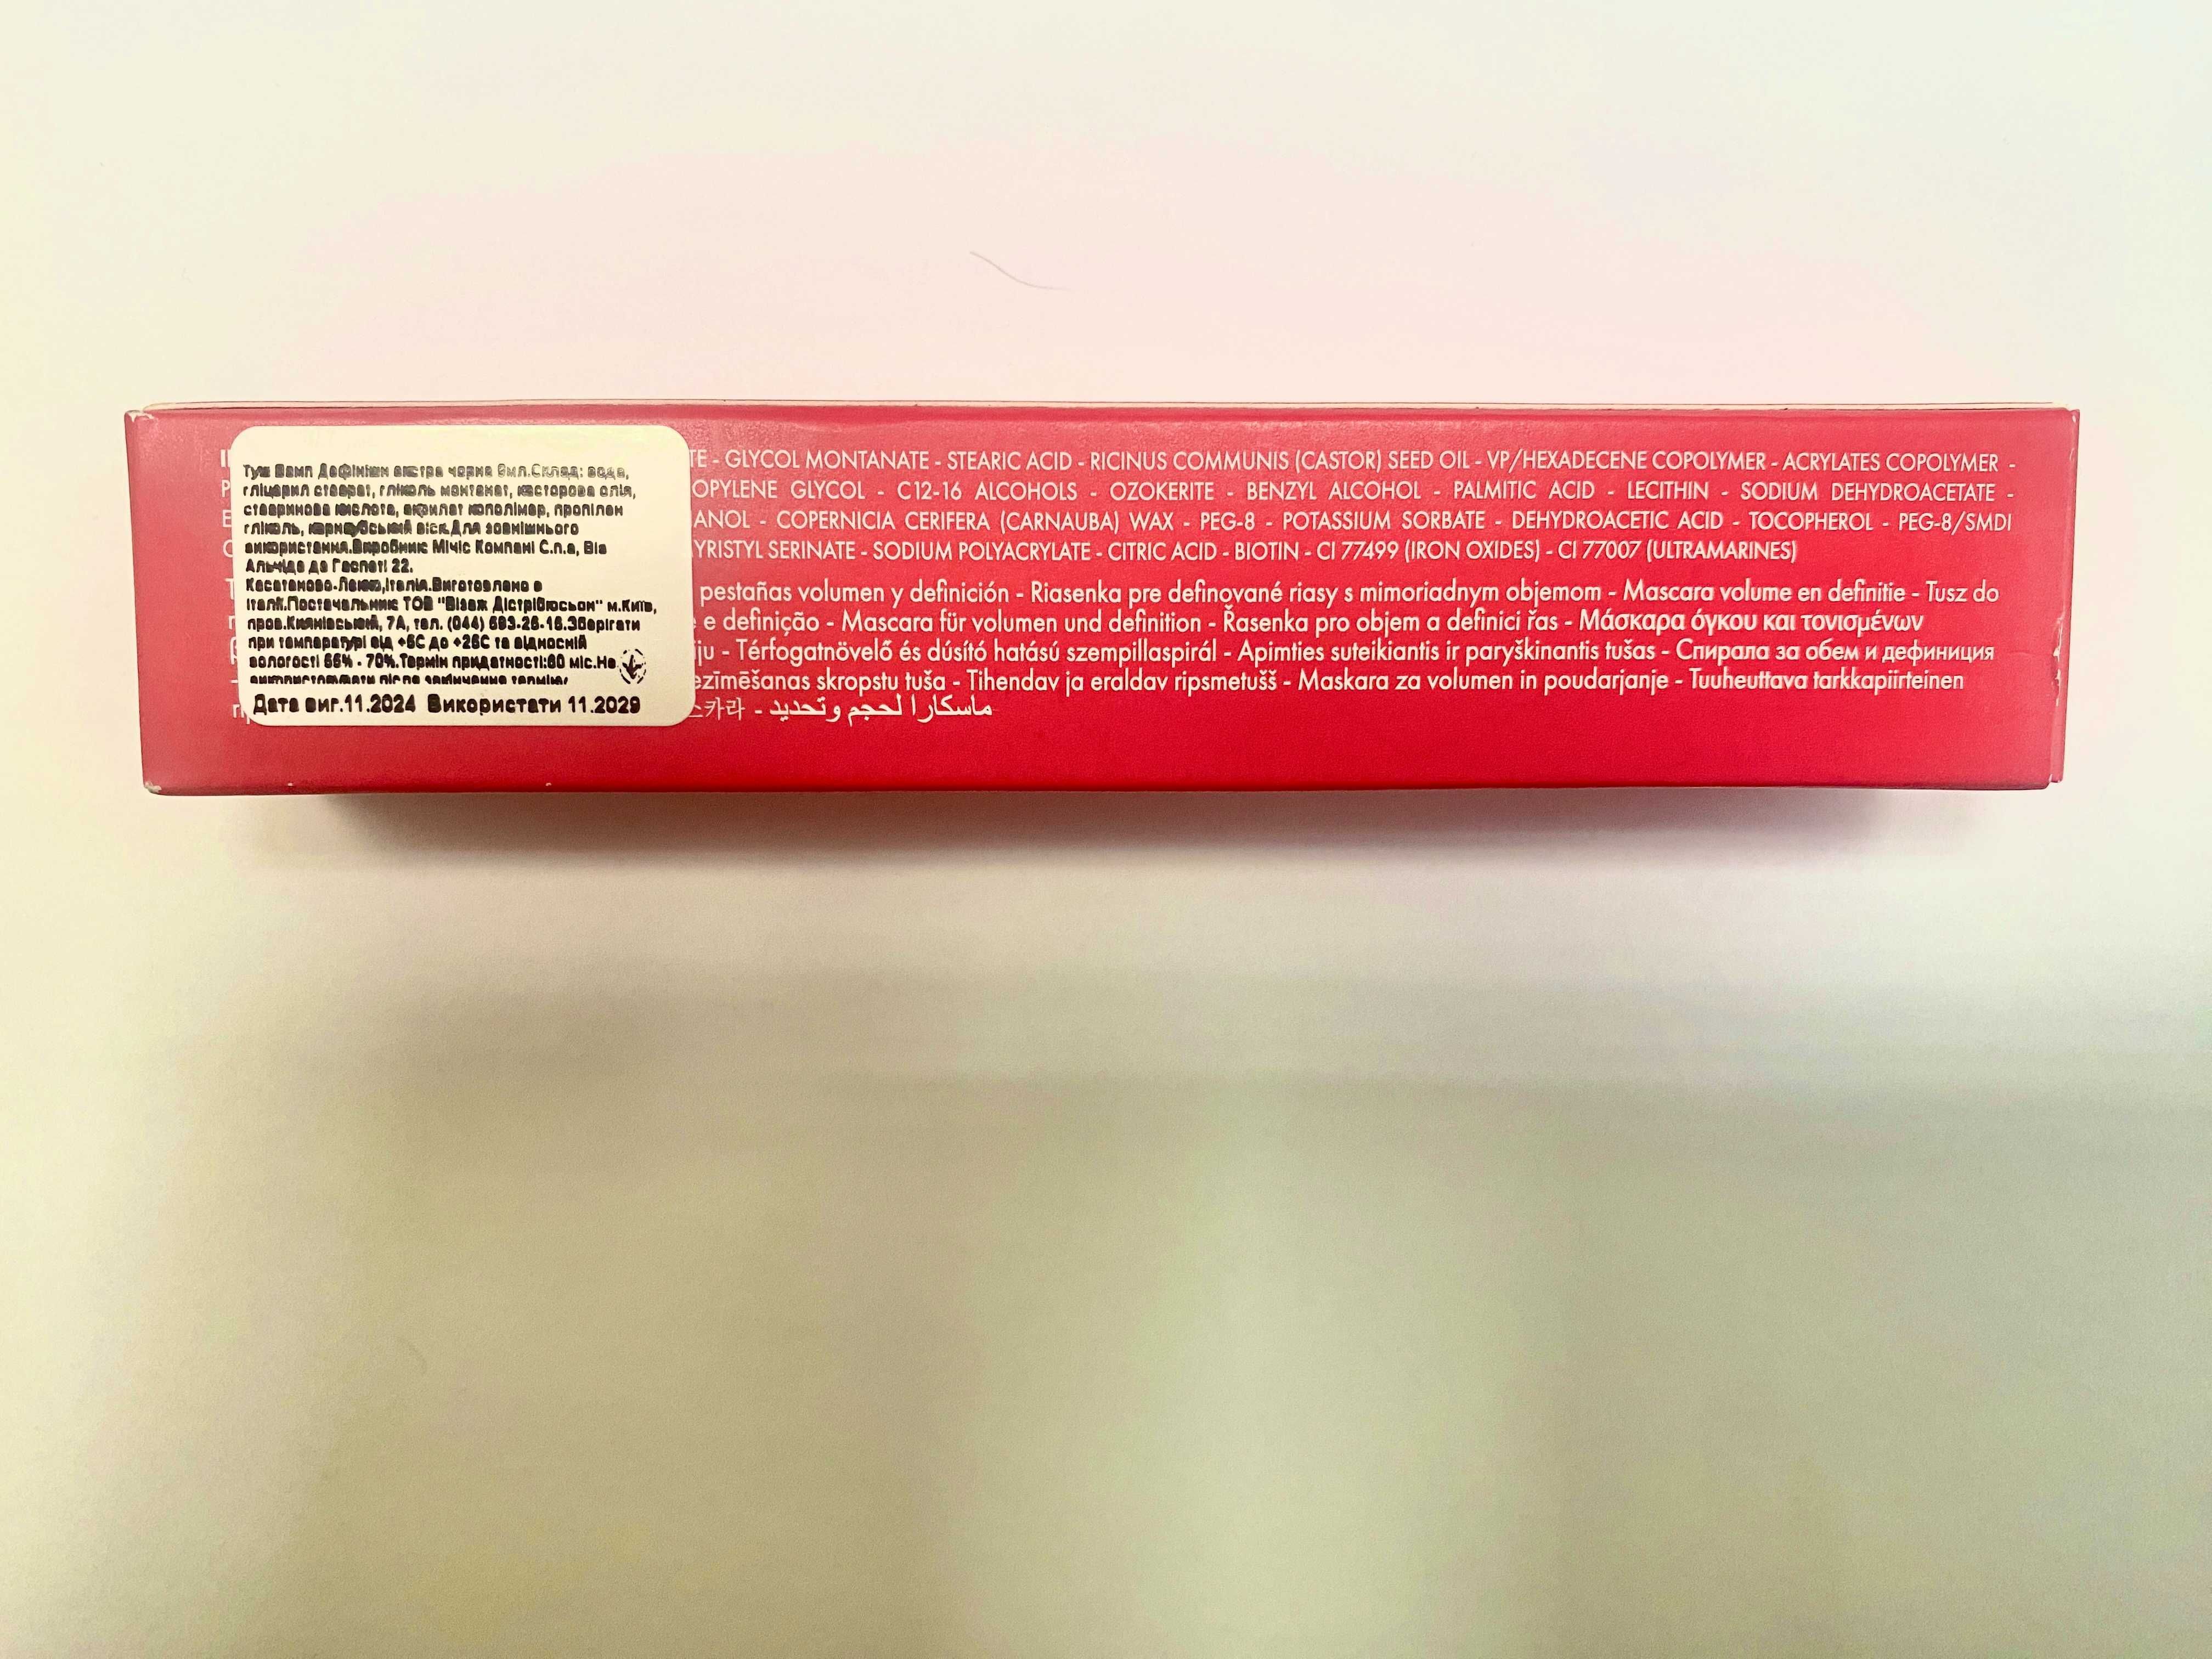 Туш Вамп Дефінішн екстра чорна 9мл.Склад: вода,
гліцерил стеарат, гліколь монтанат, касторова олія,
стеаринова кислота, акрилат кополімер, пропілен
гліколь, карнаубський віск.Для зовнішнього
використання.Виробник Мічіс Компані С.п.а, Віа
Альчіде де Гаспері 22.
Казатеново-Лекко,Італія.Виготовлено в
Італії.Постачальник ТОВ "Візаж Дістрібюсьон" м.Київ,
пров.Киянівський, 7А, тел. (044) 593-26-16.Зберігати
при температурі від +5С до +25С та відносній
вологості 65% - 70%.Термін придатності:60 міс.Не
використовувати після закінчення терміну
Дата виг.11.2024 Використати 11.2029
TE - GLYCOL MONTANATE - STEARIC ACID - RICINUS COMMUNIS (CASTOR) SEED OIL - VP/HEXADECENE COPOLYMER - ACRYLATES COPOLYMER -
OPYLENE GLYCOL - C12-16 ALCOHOLS - OZOKERITE - BENZYL ALCOHOL - PALMITIC ACID - LECITHIN - SODIUM DEHYDROACETATE -
ANOL - COPERNICIA CERIFERA (CARNAUBA) WAX - PEG-8 - POTASSIUM SORBATE - DEHYDROACETIC ACID - TOCOPHEROL - PEG-8/SMDI
YRISTYL SERINATE - SODIUM POLYACRYLATE - CITRIC ACID - BIOTIN - CI 77499 (IRON OXIDES) - CI 77007 (ULTRAMARINES)
pestañas volumen y definición - Riasenka pre definované riasy s mimoriadnym objemom - Mascara volume en definitie - Tusz do
e definição - Mascara für volumen und definition - Řasenka pro objem a definici řas - Μάσκαρα όγκου και τονισμένων
iju - Térfogatnövelő és dúsító hatású szempillaspirál - Apimties suteikiantis ir paryškinantis tušas - Спирала за обем и дефиниция
ezīmēšanas skropstu tuša - Tihendav ja eraldav ripsmetušš - Maskara za volumen in poudarjanje - Tuuheuttava tarkkapiirteinen
스카라 - ماسكارا لحجم وتحديد